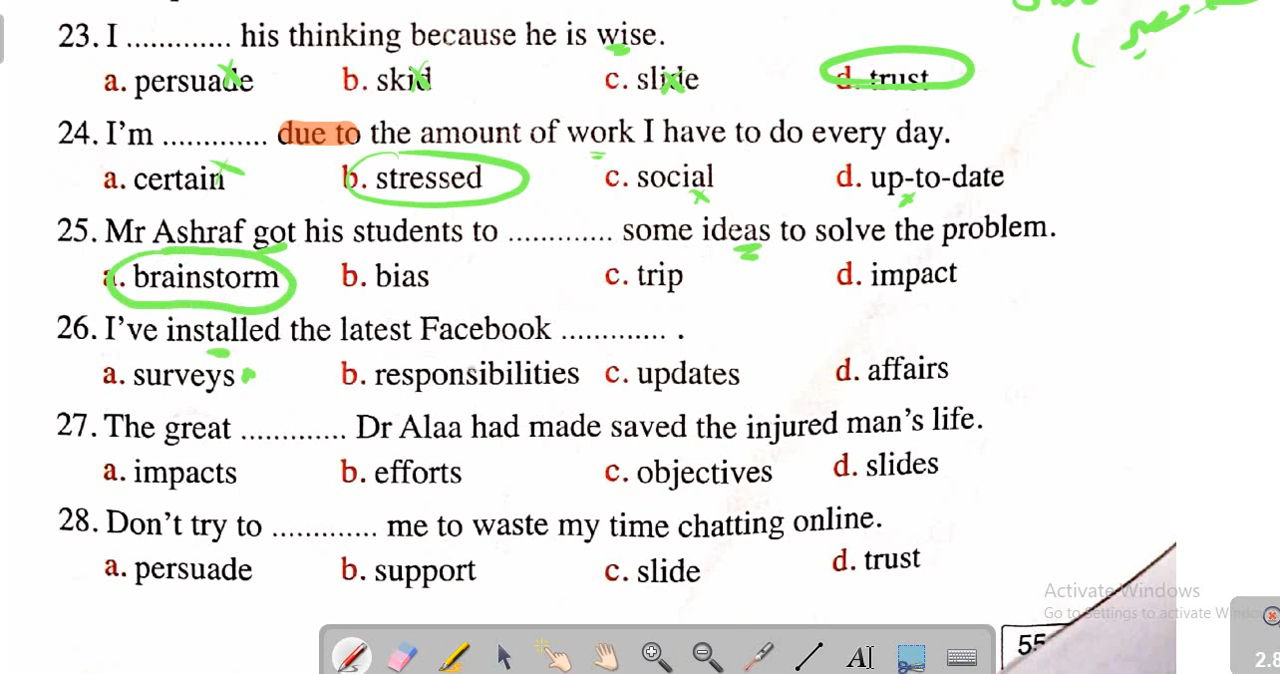 23. I ............. his thinking because he is wise.
a. persuade b. skid c. slide d. trust
24. I'm ............. due to the amount of work I have to do every day.
a. certain b. stressed c. social d. up-to-date
25. Mr Ashraf got his students to ............. some ideas to solve the problem.
a. brainstorm b. bias c. trip d. impact
26. I've installed the latest Facebook ............. .
a. surveys b. responsibilities c. updates d. affairs
27. The great ............. Dr Alaa had made saved the injured man's life.
a. impacts b. efforts c. objectives d. slides
28. Don't try to ............. me to waste my time chatting online.
a. persuade b. support c. slide d. trust
Activate Windows
Go to Settings to activate
55
AI
2.8